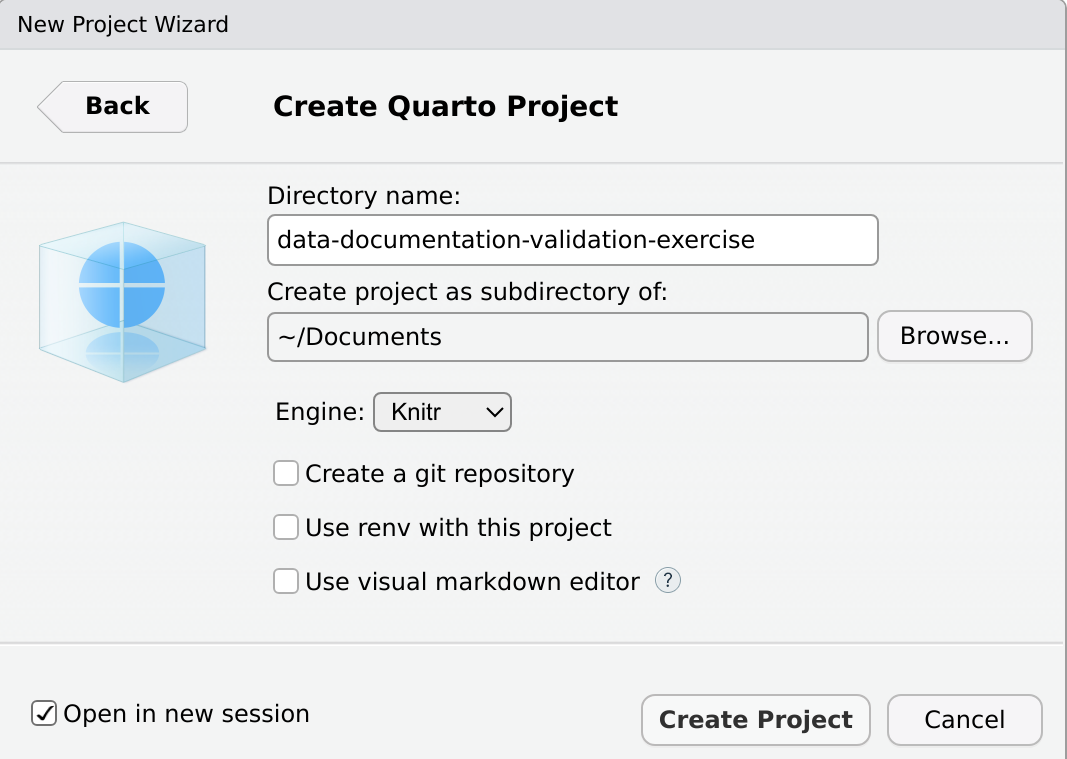 New Project Wizard
Back
Create Quarto Project
Directory name:
data-documentation-validation-exercise
Create project as subdirectory of:
~/Documents
Browse...
Engine: Knitr
Create a git repository
Use renv with this project
Use visual markdown editor ?
Open in new session
Create Project
Cancel